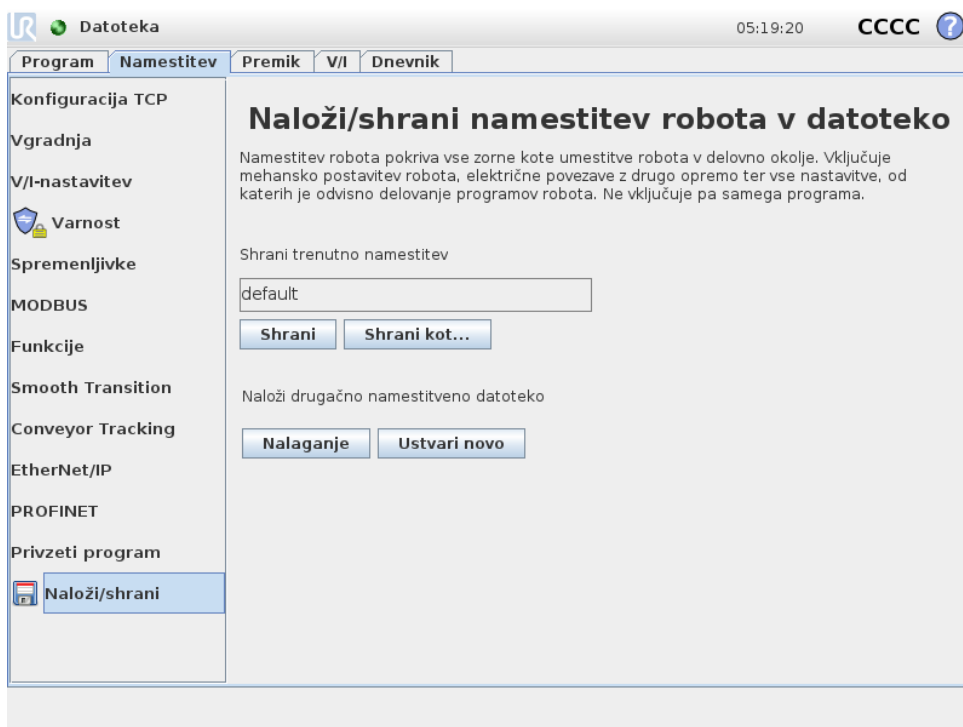 UR Datoteka 05:19:20 CCCC ?
Program Namestitev Premik V/I Dnevnik
Konfiguracija TCP
Vgradnja
V/I-nastavitev
Varnost
Spremenljivke
MODBUS
Funkcije
Smooth Transition
Conveyor Tracking
EtherNet/IP
PROFINET
Privzeti program
Naloži/shrani
Naloži/shrani namestitev robota v datoteko
Namestitev robota pokriva vse zorne kote umestitve robota v delovno okolje. Vključuje
mehansko postavitev robota, električne povezave z drugo opremo ter vse nastavitve, od
katerih je odvisno delovanje programov robota. Ne vključuje pa samega programa.
Shrani trenutno namestitev
default
Shrani Shrani kot...
Naloži drugačno namestitveno datoteko
Nalaganje Ustvari novo